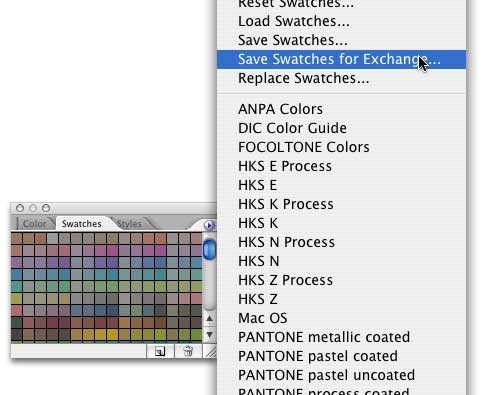 Reset Swatches...
Load Swatches...
Save Swatches...
Save Swatches for Exchange...
Replace Swatches...
ANPA Colors
DIC Color Guide
FOCOLTONE Colors
HKS E Process
HKS E
HKS K Process
HKS K
HKS N Process
HKS N
HKS Z Process
HKS Z
Mac OS
PANTONE metallic coated
PANTONE pastel coated
PANTONE pastel uncoated
PANTONE process coated
Color Swatches Styles